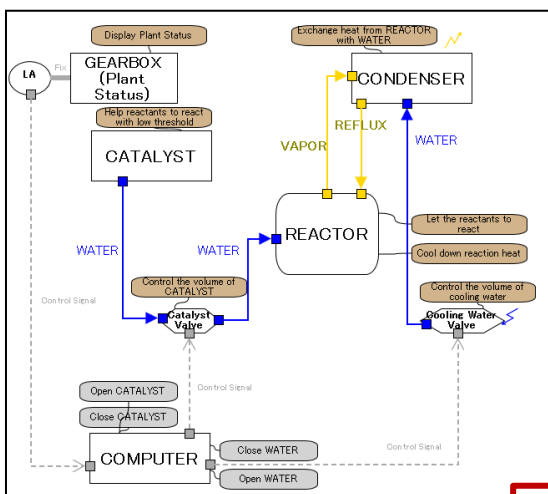 Display Plant Status
Exchange heat from REACTOR
with WATER
LA
Fix
GEARBOX
(Plant
Status)
CONDENSER
Help reactants to react
with low threshold
CATALYST
VAPOR
REFLUX
WATER
REACTOR
Let the reactants to
react
Cool down reaction heat
WATER
WATER
Control the volume of
CATALYST
Control the volume of
cooling water
Control Signal
Catalyst
Valve
Cooling Water
Valve
Open CATALYST
Control Signal
Close CATALYST
COMPUTER
Close WATER
Control Signal
Open WATER